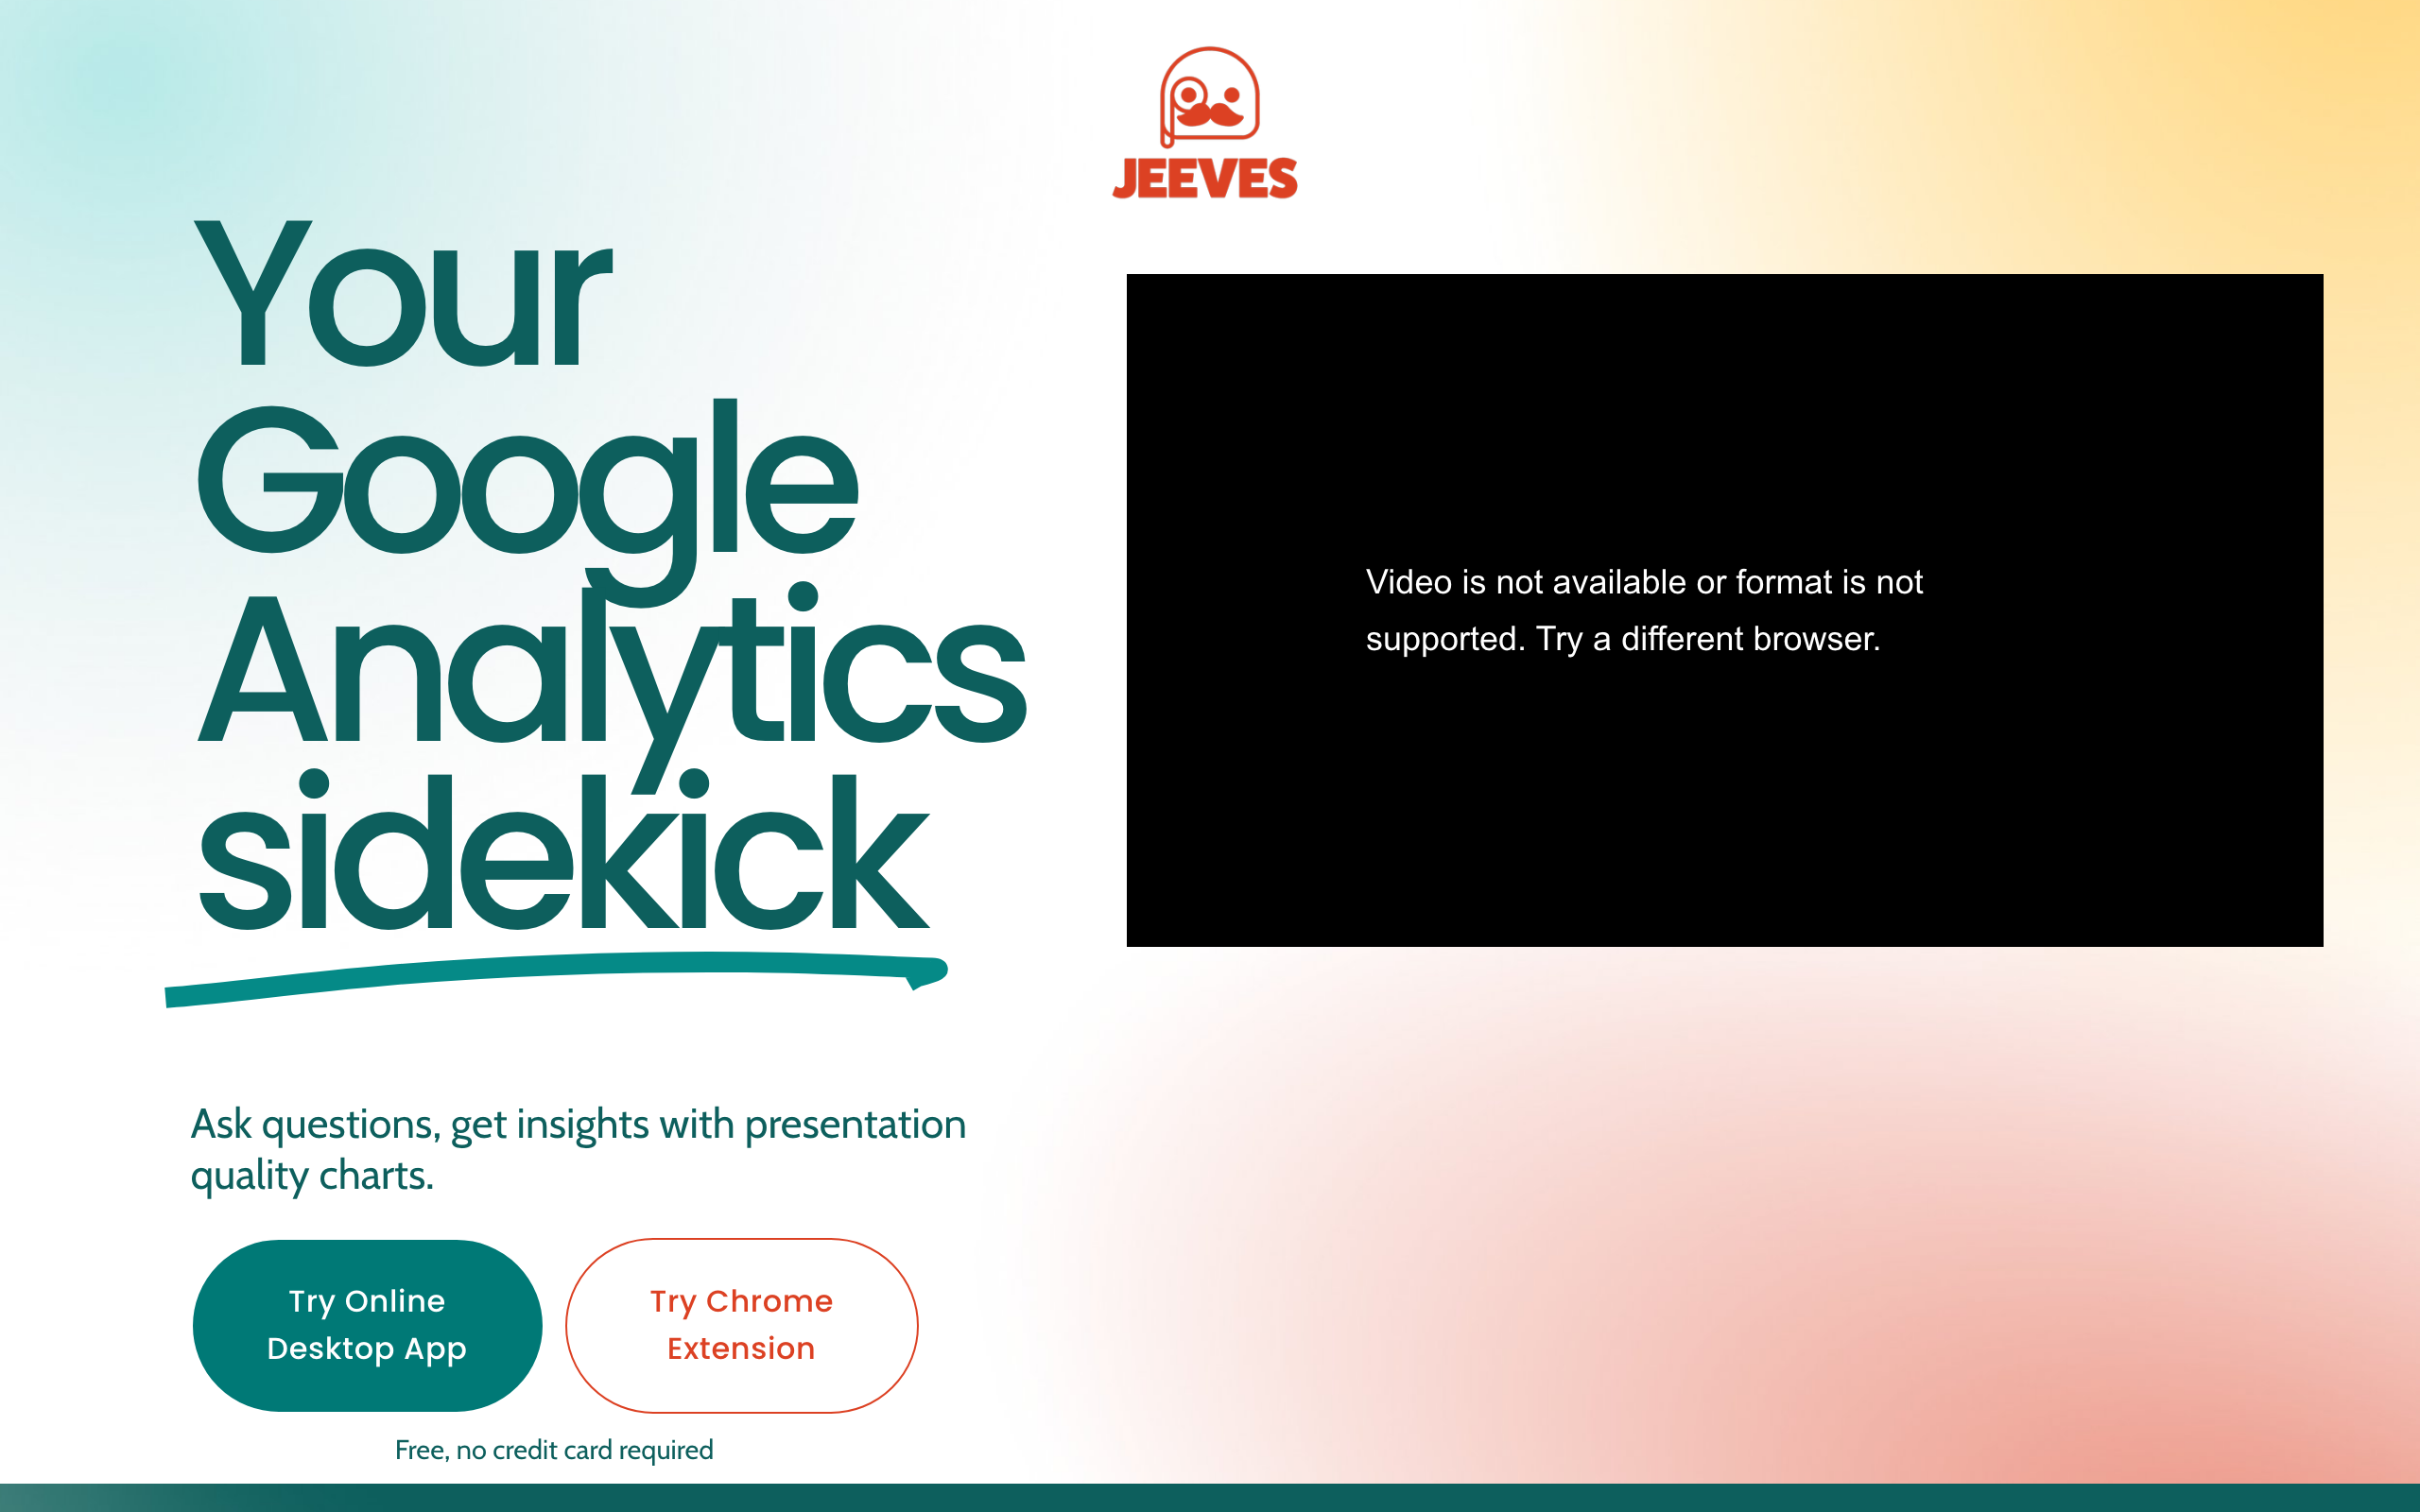 JEEVES
Your
Google
Analytics
sidekick
Video is not available or format is not
supported. Try a different browser.
Ask questions, get insights with presentation
quality charts.
Try Online
Desktop App
Try Chrome
Extension
Free, no credit card required